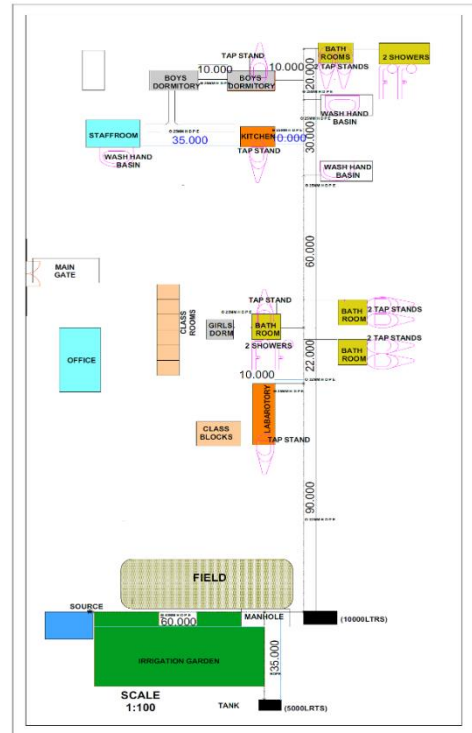 TAP STAND
BATH
ROOMS
2 SHOWERS
10.000
10.000
2 TAP STANDS
BOYS
DORMITORY
BOYS
DORMITORY
20.000
WASH HAND
BASIN
STAFFROOM
35.000
KITCHEN
0.000
30.000
TAP STAND
WASH HAND
BASIN
WASH HAND
BASIN
60.000
MAIN
GATE
CLASS
ROOMS
TAP STAND
2 TAP STANDS
GIRLS
DORM
BATH
ROOM
BATH
ROOM
2 TAP STANDS
OFFICE
2 SHOWERS
BATH
ROOM
22.000
10.000
LABAROTORY
CLASS
BLOCKS
TAP STAND
90.000
FIELD
SOURCE
60.000
MANHOLE
(10000LTRS)
35.000
IRRIGATION GARDEN
SCALE
1:100
TANK
(5000LRTS)